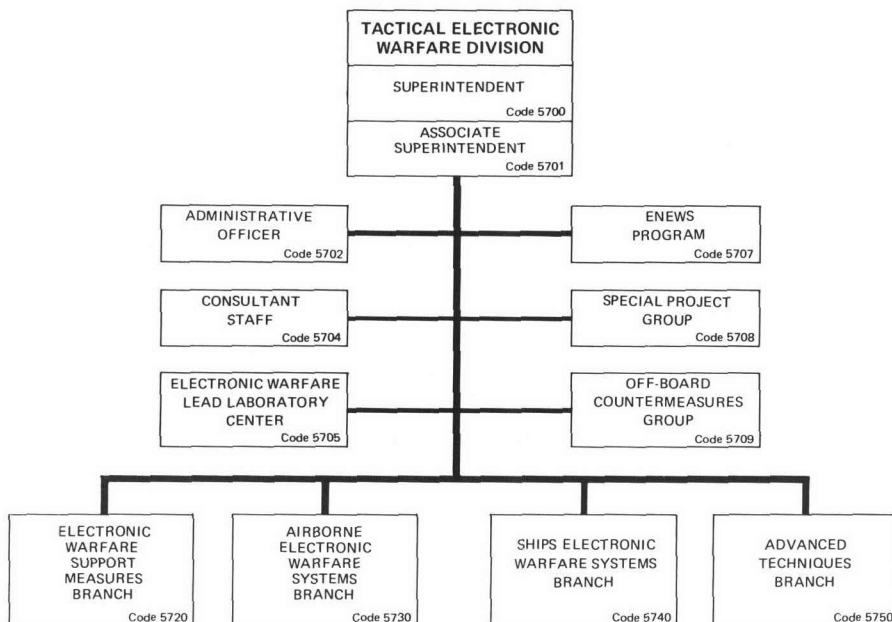 TACTICAL ELECTRONIC
WARFARE DIVISION
SUPERINTENDENT
Code 5700
ASSOCIATE
SUPERINTENDENT
Code 5701
ADMINISTRATIVE
OFFICER
Code 5702
ENEWS
PROGRAM
Code 5707
CONSULTANT
STAFF
Code 5704
SPECIAL PROJECT
GROUP
Code 5708
ELECTRONIC WARFARE
LEAD LABORATORY
CENTER
Code 5705
OFF-BOARD
COUNTERMEASURES
GROUP
Code 5709
ELECTRONIC
WARFARE
SUPPORT
MEASURES
BRANCH
Code 5720
AIRBORNE
ELECTRONIC
WARFARE
SYSTEMS
BRANCH
Code 5730
SHIPS ELECTRONIC
WARFARE SYSTEMS
BRANCH
Code 5740
ADVANCED
TECHNIQUES
BRANCH
Code 5750